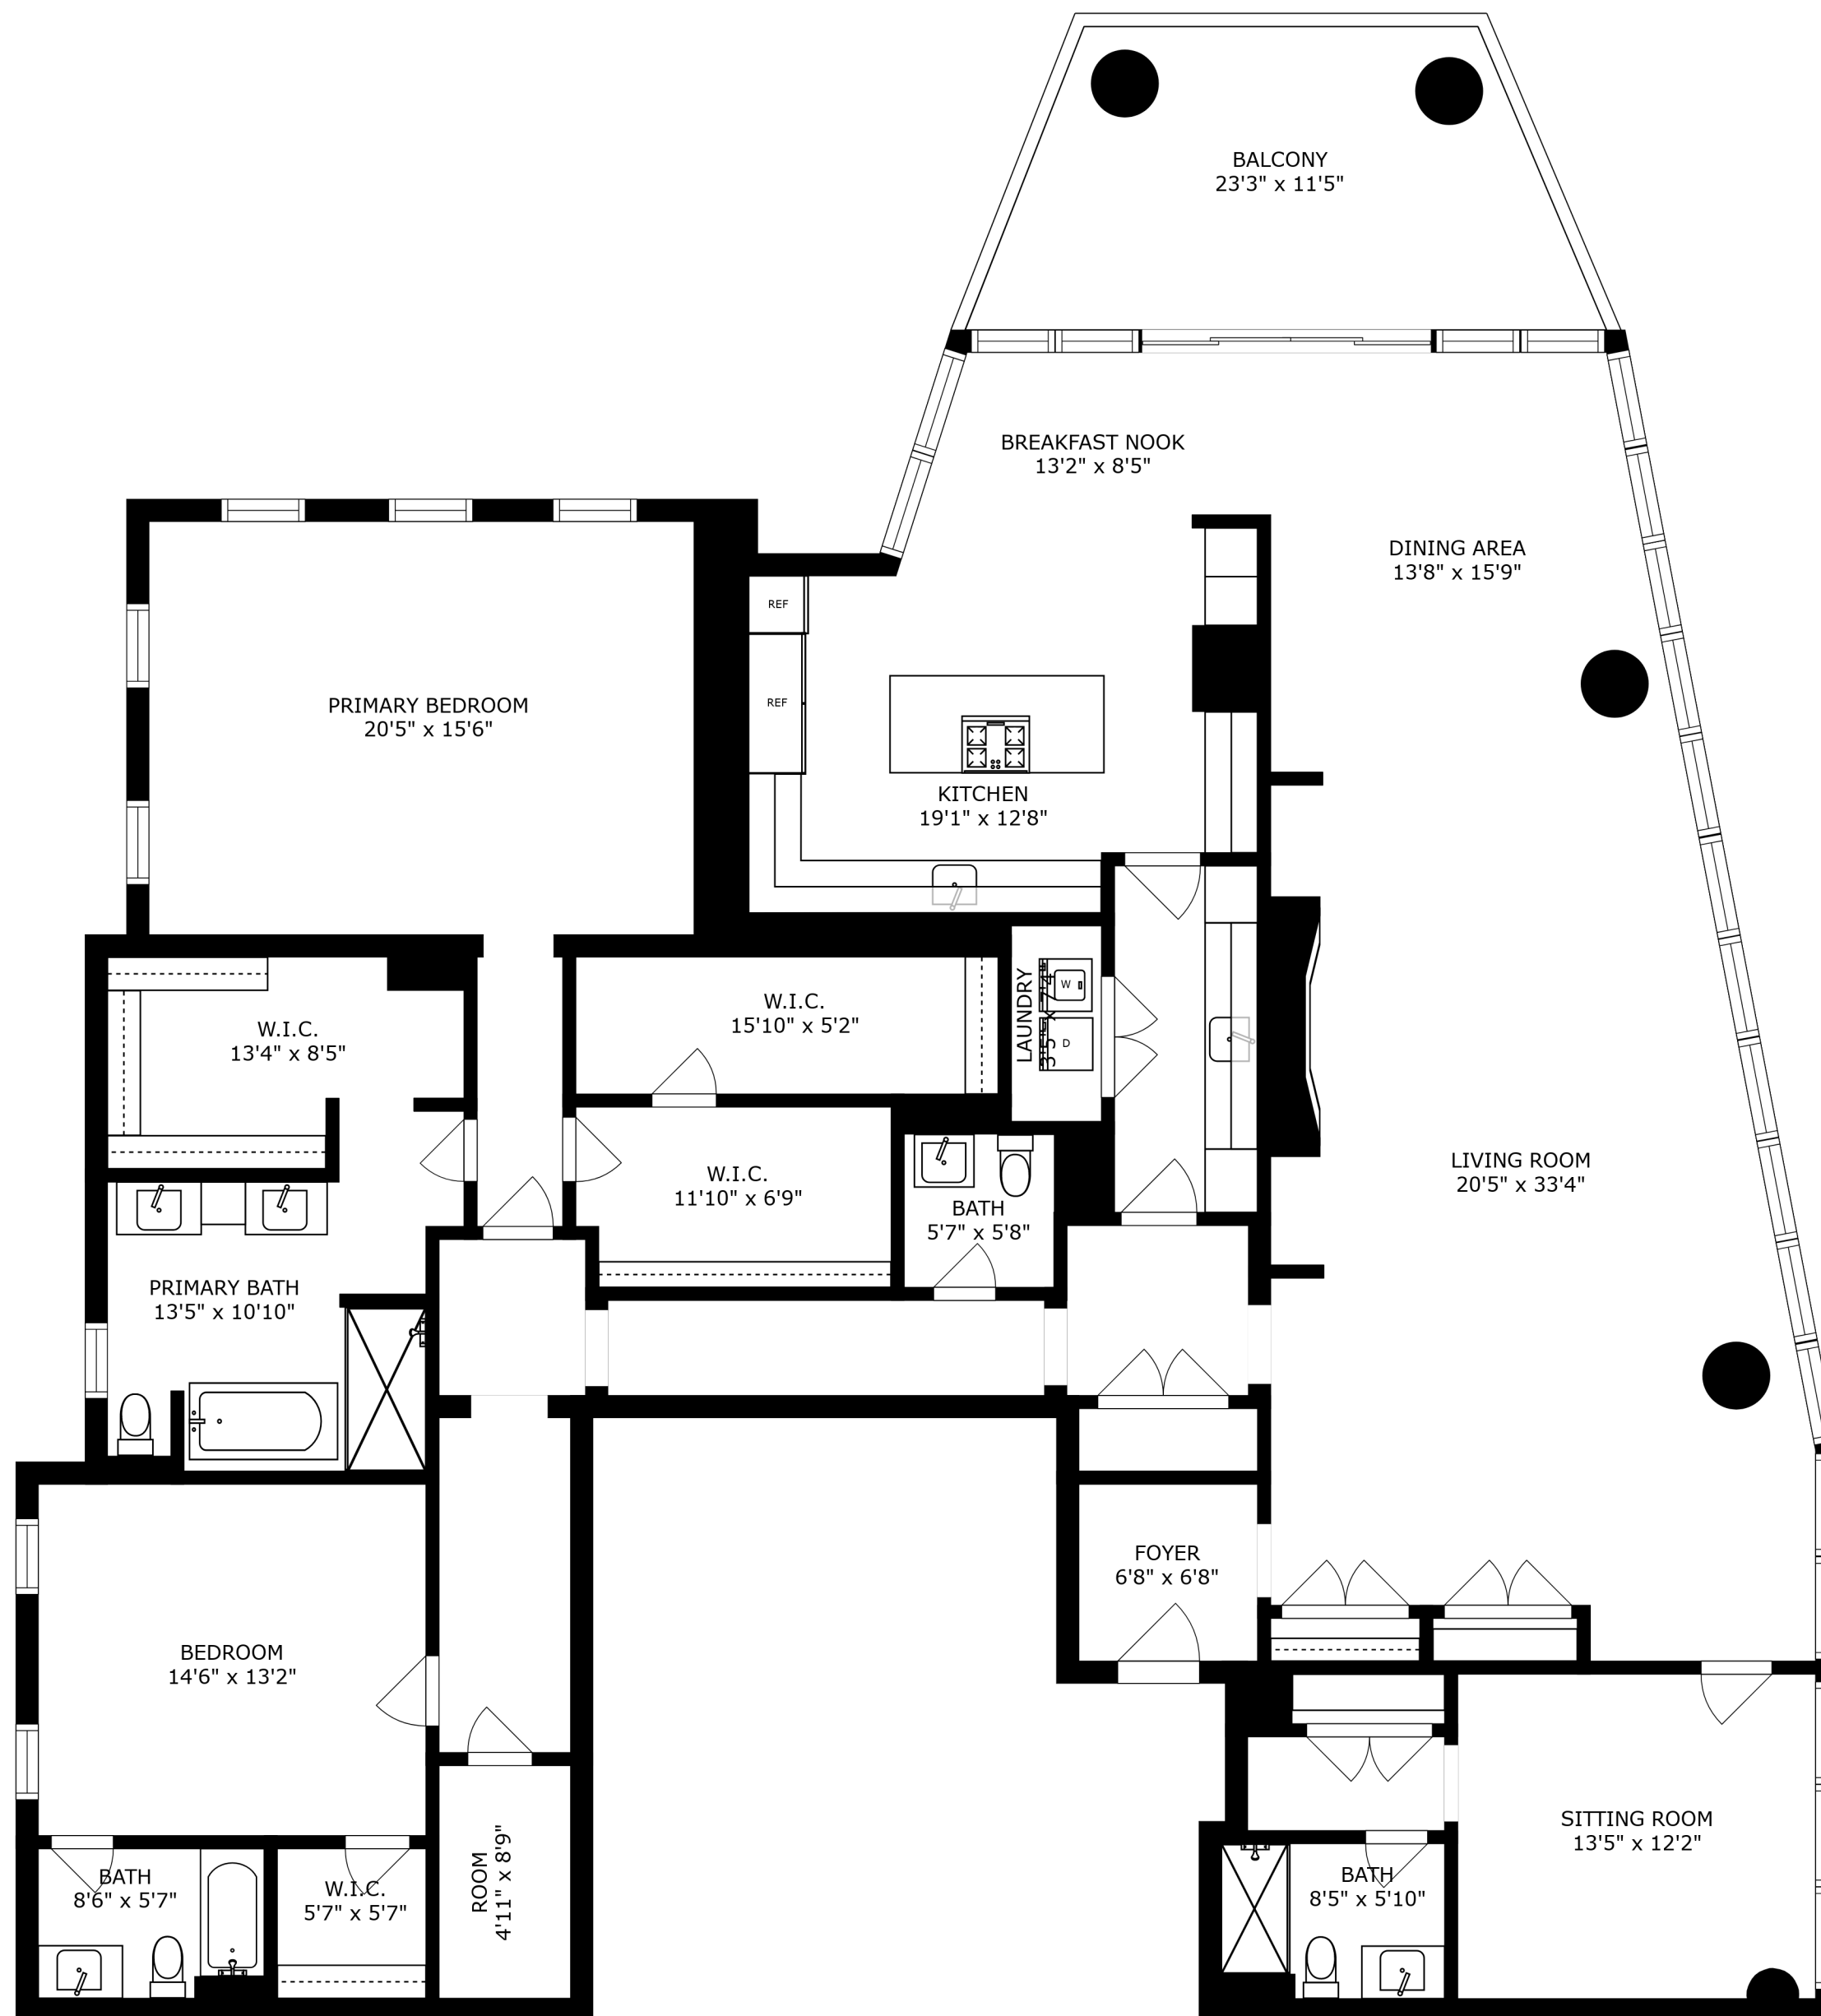 BALCONY
23'3" x 11'5"
BREAKFAST NOOK
13'2" x 8'5"
DINING AREA
13'8" x 15'9"
REF
REF
PRIMARY BEDROOM
20'5" x 15'6"
KITCHEN
19'1" x 12'8"
W.I.C.
15'10" x 5'2"
W.I.C.
13'4" x 8'5"
LAUNDRY
3'5" x 7'4"
W
D
W.I.C.
11'10" x 6'9"
BATH
5'7" x 5'8"
LIVING ROOM
20'5" x 33'4"
PRIMARY BATH
13'5" x 10'10"
FOYER
6'8" x 6'8"
BEDROOM
14'6" x 13'2"
SITTING ROOM
13'5" x 12'2"
BATH
8'6" x 5'7"
W.I.C.
5'7" x 5'7"
ROOM
4'11" x 8'9"
BATH
8'5" x 5'10"